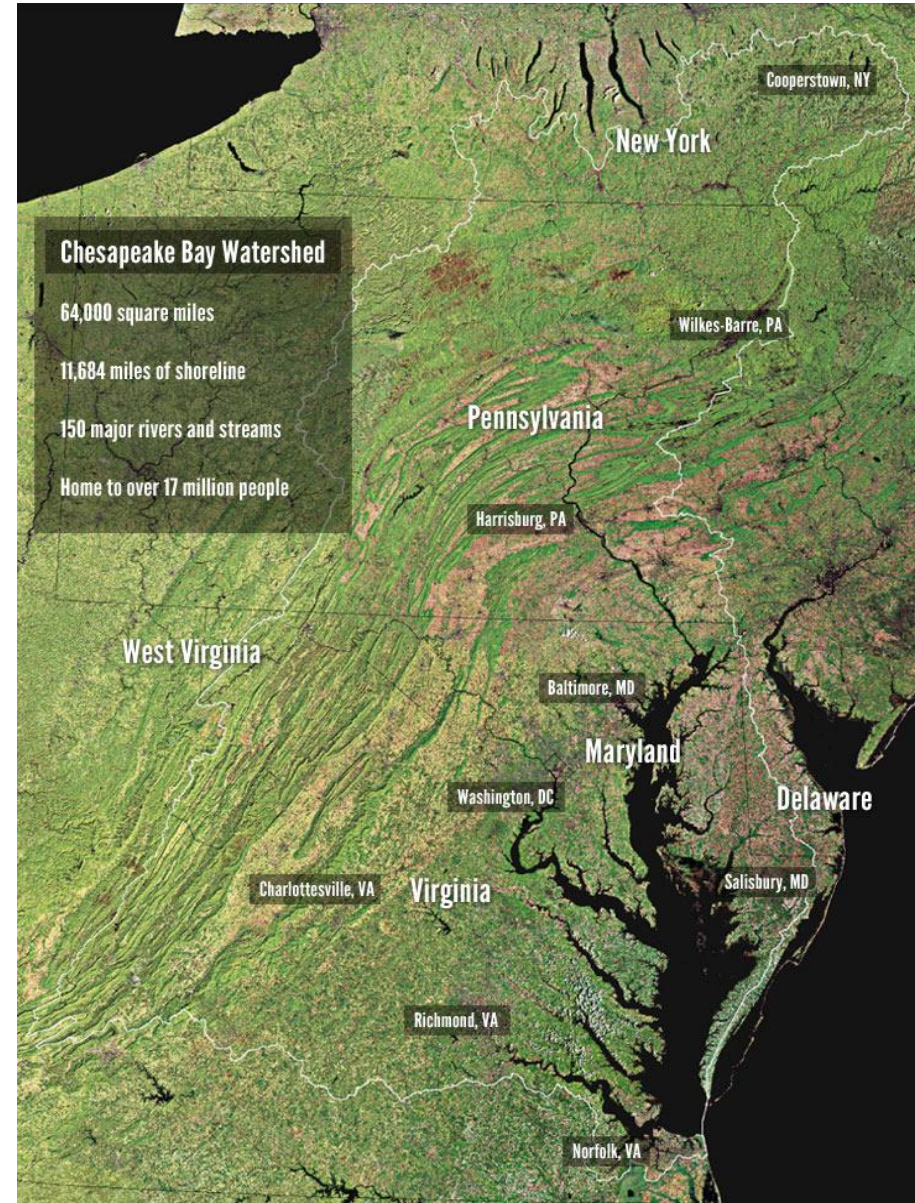 Cooperstown, NY
New York
Chesapeake Bay Watershed
64,000 square miles
11,684 miles of shoreline
150 major rivers and streams
Home to over 17 million people
Wilkes-Barre, PA
Pennsylvania
Harrisburg, PA
West Virginia
Baltimore, MD
Maryland
Washington, DC
Delaware
Charlottesville, VA
Virginia
Salisbury, MD
Richmond, VA
Norfolk, VA